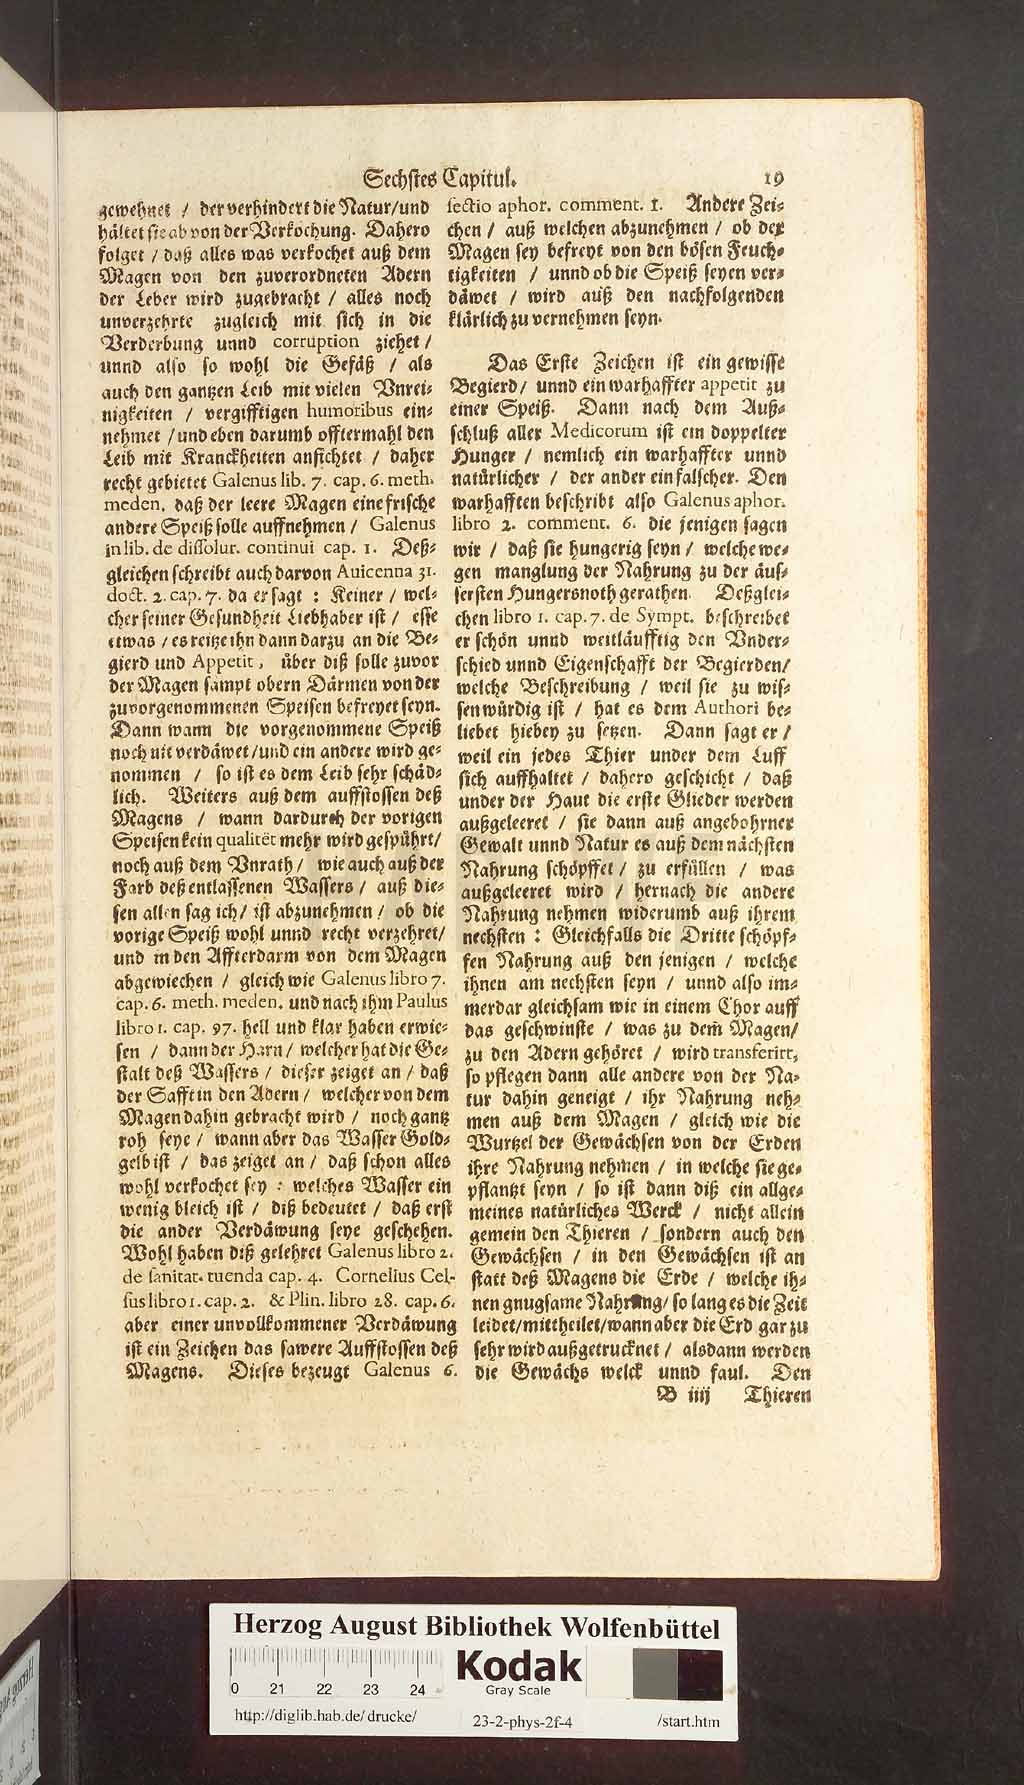 Sechstes Capitul. 19
gewehnet / der verhindert die Natur/und
hältet sie ab von der Verkochung. Dahero
folget / daß alles was verkochet auß dem
Magen von den zuverordneten Adern
der Leber wird zugebracht / alles noch
unverzehrte zugleich mit sich in die
Verderbung unnd corruption ziehet /
unnd also so wohl die Gefäß / als
auch den gantzen Leib mit vielen Unrei-
nigkeiten / vergifftigen humoribus ein-
nehmet / und eben darumb offtermahl den
Leib mit Kranckheiten ansichtet / daher
recht gebietet Galenus lib. 7. cap. 6. meth.
meden. daß der leere Magen eine frische
andere Speiß solle auffnehmen / Galenus
in lib. de dissolur. continui cap. 1. Deß-
gleichen schreibt auch darvon Auicenna 31.
doct. 2. cap. 7. da er sagt : Keiner / wel-
cher seiner Gesundheit Liebhaber ist / esse
etwas / es reitze ihn dann darzu an die Be-
gierd und Appetit, über diß solle zuvor
der Magen sampt obern Därmen von der
zuvorgenommenen Speisen befreyet seyn.
Dann wann die vorgenommene Speiß
noch nit verdäwet/und ein andere wird ge-
nommen / so ist es dem Leib sehr schäd-
lich. Weiters auß dem auffstossen deß
Magens / wann dardurch der vorigen
Speisen kein qualitët mehr wird gespührt/
noch auß dem Unrath / wie auch auß der
Farb deß entlassenen Wassers / auß die-
sen allen sag ich/ ist abzunehmen / ob die
vorige Speiß wohl unnd recht verzehret/
und in den Affterdarm von dem Magen
abgewiechen / gleich wie Galenus libro 7.
cap. 6. meth. meden. und nach ihm Paulus
libro 1. cap. 97. hell und klar haben erwie-
sen / dann der Harn / welcher hat die Ge-
stalt deß Wassers / dieser zeiget an / daß
der Safft in den Adern / welcher von dem
Magen dahin gebracht wird / noch gantz
roh seye / wann aber das Wasser Gold-
gelb ist / das zeiget an / daß schon alles
wohl verkochet sey : welches Wasser ein
wenig bleich ist / diß bedeutet / daß erst
die ander Verdäwung seye geschehen.
Wohl haben diß gelehret Galenus libro 2.
de sanitat. tuenda cap. 4. Cornelius Cel-
sus libro 1. cap. 2. & Plin. libro 28. cap. 6.
aber einer unvollkommener Verdäwung
ist ein Zeichen das sawere Auffstossen deß
Magens. Dieses bezeugt Galenus 6.
sectio aphor. comment. 1. Andere Zei-
chen / auß welchen abzunehmen / ob der
Magen sey befreyt von den bösen Feuch-
tigkeiten / unnd ob die Speiß seyen ver-
däwet / wird auß den nachfolgenden
klärlich zu vernehmen seyn.
Das Erste Zeichen ist ein gewisse
Begierd / unnd ein warhaffter appetit zu
einer Speiß. Dann nach dem Auß-
schluß aller Medicorum ist ein doppelter
Hunger / nemlich ein warhaffter unnd
natürlicher / der ander ein falscher. Den
warhafften beschribt also Galenus aphor.
libro 2. comment. 6. die jenigen sagen
wir / daß sie hungerig seyn / welche we-
gen manglung der Nahrung zu der äus-
sersten Hungersnoth gerathen. Deßglei-
chen libro 1. cap. 7. de Sympt. beschreibet
er schön unnd weitläufftig den Under-
schied unnd Eigenschafft der Begierden/
welche Beschreibung / weil sie zu wis-
sen würdig ist / hat es dem Authori be-
liebet hiebey zu setzen. Dann sagt er /
weil ein jedes Thier under dem Luff
sich auffhaltet / dahero geschicht / daß
under der Haut die erste Glieder werden
außgeleeret / sie dann auß angebohrner
Gewalt unnd Natur es auß dem nächsten
Nahrung schöpffet / zu erfüllen / was
außgeleeret wird / hernach die andere
Nahrung nehmen widerumb auß ihrem
nechsten : Gleichfalls die Dritte schöpf-
fen Nahrung auß den jenigen / welche
ihnen am nechsten seyn / unnd also im-
merdar gleichsam wie in einem Chor auff
das geschwinste / was zu dem Magen/
zu den Adern gehöret / wird transferirt,
so pflegen dann alle andere von der Na-
tur dahin geneigt / ihr Nahrung neh-
men auß dem Magen / gleich wie die
Wurtzel der Gewächsen von der Erden
ihre Nahrung nehmen / in welche sie ge-
pflantzt seyn / so ist dann diß ein allge-
meines natürliches Werck / nicht allein
gemein den Thieren / sondern auch den
Gewächsen / in den Gewächsen ist an
statt deß Magens die Erde / welche ih-
nen gnugsame Nahrung / so lang es die Zeit
leidet/mittheilet/wann aber die Erd gar zu
sehr wird außgetrucknet / alsdann werden
die Gewächs welck unnd faul. Den
B iiij Thieren
Herzog August Bibliothek Wolfenbüttel
0 21 22 23 24
Kodak
Gray Scale
http://diglib.hab.de/drucke/ 23-2-phys-2f-4 /start.htm